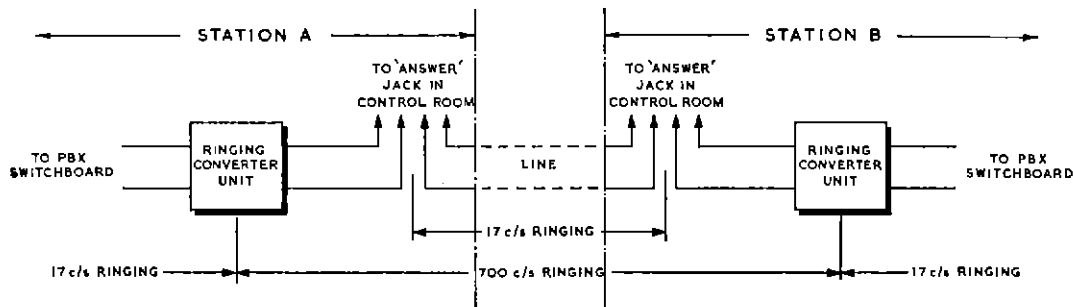 STATION A
STATION B
TO 'ANSWER'
JACK IN
CONTROL ROOM
TO 'ANSWER'
JACK IN
CONTROL ROOM
TO PBX
SWITCHBOARD
RINGING
CONVERTER
UNIT
LINE
RINGING
CONVERTER
UNIT
TO PBX
SWITCHBOARD
17 c/s RINGING
17 c/s RINGING
700 c/s RINGING
17 c/s RINGING